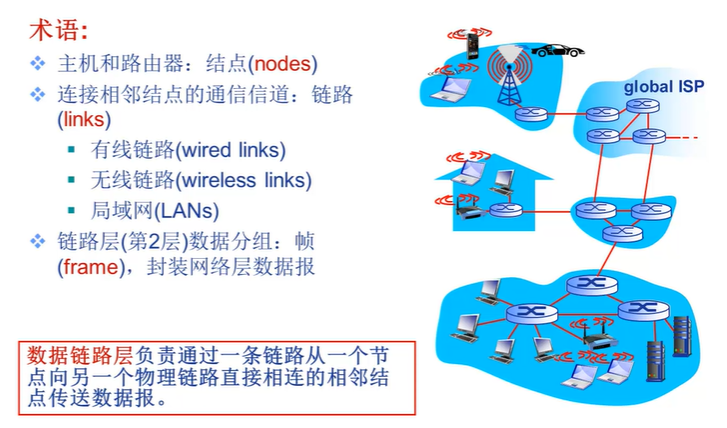 术语:
❖ 主机和路由器：结点(nodes)
❖ 连接相邻结点的通信信道：链路
(links)
▪ 有线链路(wired links)
▪ 无线链路(wireless links)
▪ 局域网(LANs)
❖ 链路层(第2层)数据分组：帧
(frame)，封装网络层数据报
数据链路层负责通过一条链路从一个节
点向另一个物理链路直接相连的相邻结
点传送数据报。
global ISP